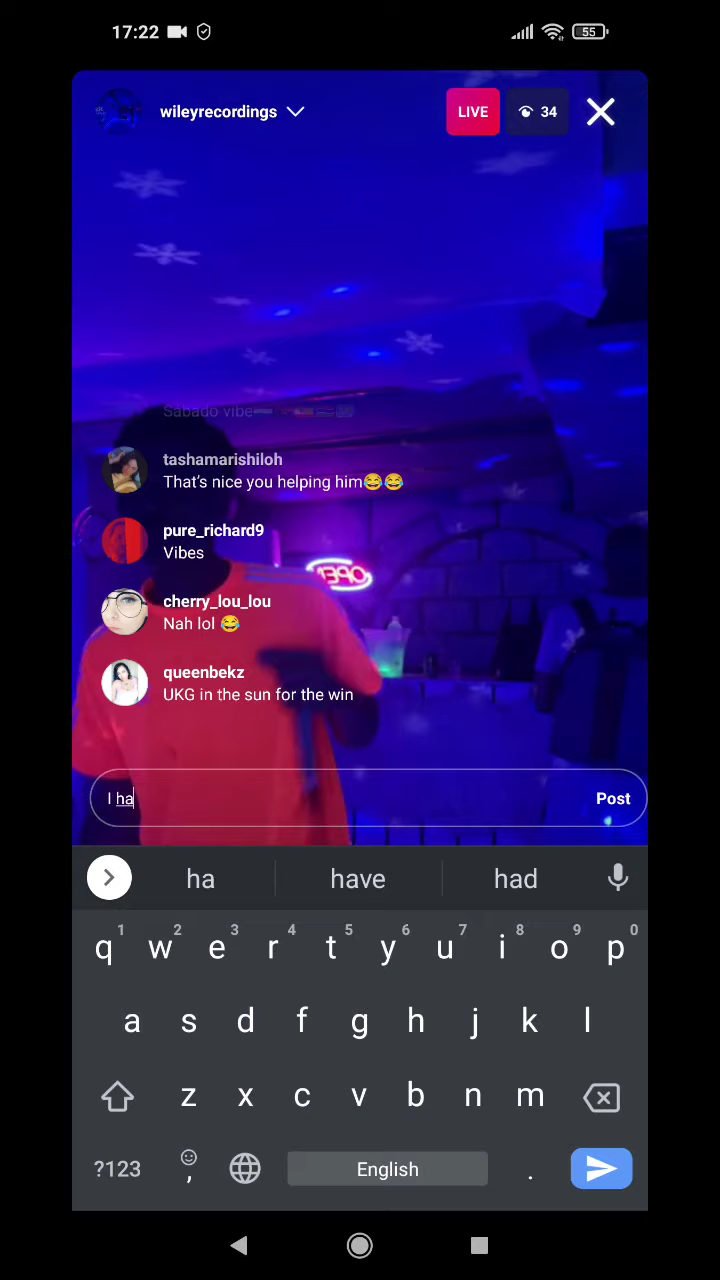 17:22
55
wileyrecordings
LIVE
34
Sabado vibe
tashamarishiloh
That's nice you helping him😂😂
pure_richard9
Vibes
cherry_lou_lou
Nah lol 😂
queenbekz
UKG in the sun for the win
OPEN
I ha
Post
ha have had
1 2 3 4 5 6 7 8 9 0
q w e r t y u i o p
a s d f g h j k l
z x c v b n m
?123 , English .